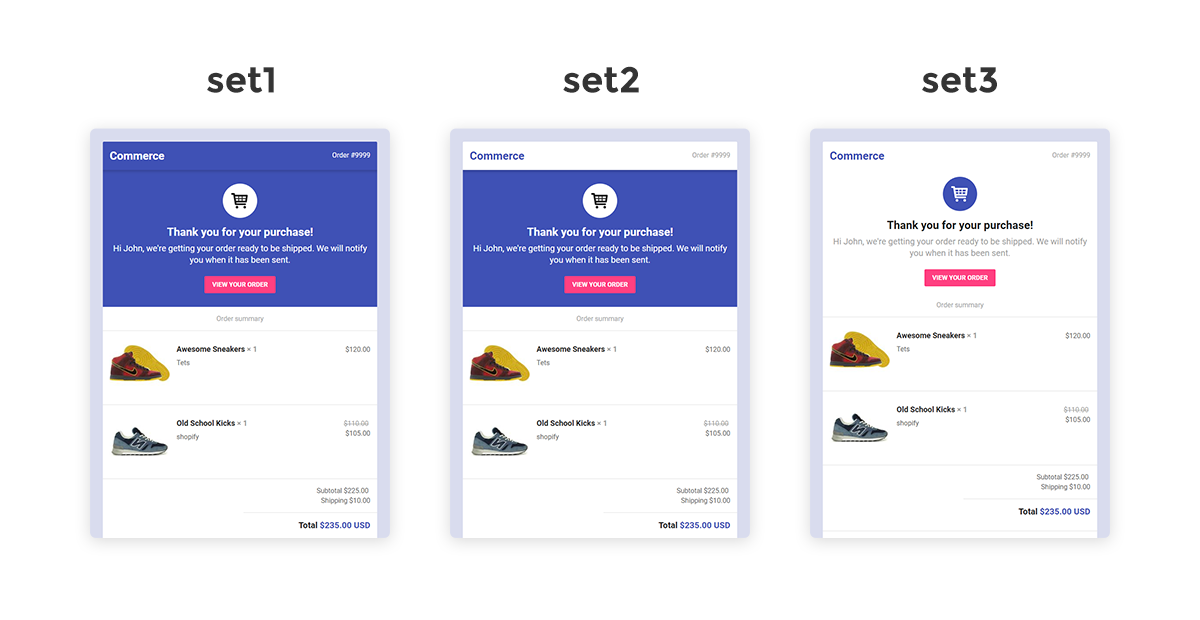 set1
set2
set3
Commerce
Order #9999
Thank you for your purchase!
Hi John, we're getting your order ready to be shipped. We will notify
you when it has been sent.
VIEW YOUR ORDER
Order summary
Awesome Sneakers × 1
$120.00
Tets
Old School Kicks × 1
$110.00
shopify
$105.00
Subtotal $225.00
Shipping $10.00
Total $235.00 USD
Commerce
Order #9999
Thank you for your purchase!
Hi John, we're getting your order ready to be shipped. We will notify
you when it has been sent.
VIEW YOUR ORDER
Order summary
Awesome Sneakers × 1
$120.00
Tets
Old School Kicks × 1
$110.00
shopify
$105.00
Subtotal $225.00
Shipping $10.00
Total $235.00 USD
Commerce
Order #9999
Thank you for your purchase!
Hi John, we're getting your order ready to be shipped. We will notify
you when it has been sent.
VIEW YOUR ORDER
Order summary
Awesome Sneakers × 1
$120.00
Tets
Old School Kicks × 1
$110.00
shopify
$105.00
Subtotal $225.00
Shipping $10.00
Total $235.00 USD